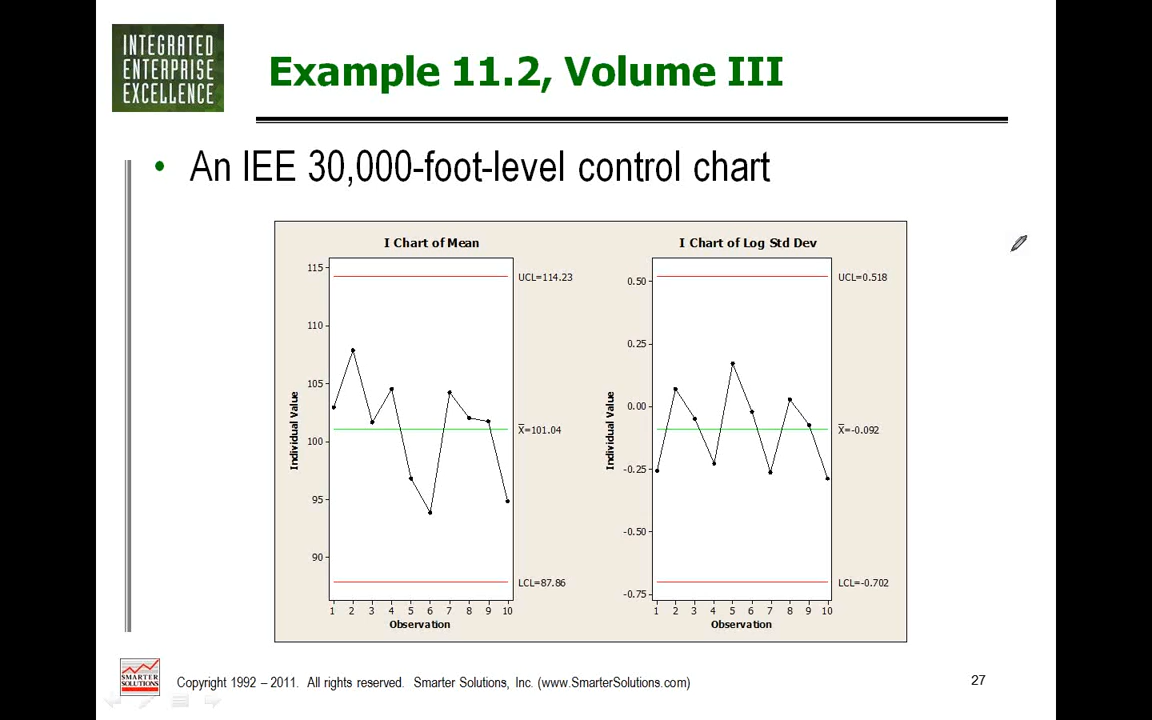 INTEGRATED
ENTERPRISE
EXCELLENCE
Example 11.2, Volume III
• An IEE 30,000-foot-level control chart
I Chart of Mean
115
110
105
100
95
90
Individual Value
UCL=114.23
X̅=101.04
LCL=87.86
1 2 3 4 5 6 7 8 9 10
Observation
I Chart of Log Std Dev
0.50
0.25
0.00
-0.25
-0.50
-0.75
Individual Value
UCL=0.518
X̅=-0.092
LCL=-0.702
1 2 3 4 5 6 7 8 9 10
Observation
SMARTER
SOLUTIONS
Copyright 1992 – 2011. All rights reserved. Smarter Solutions, Inc. (www.SmarterSolutions.com)
27